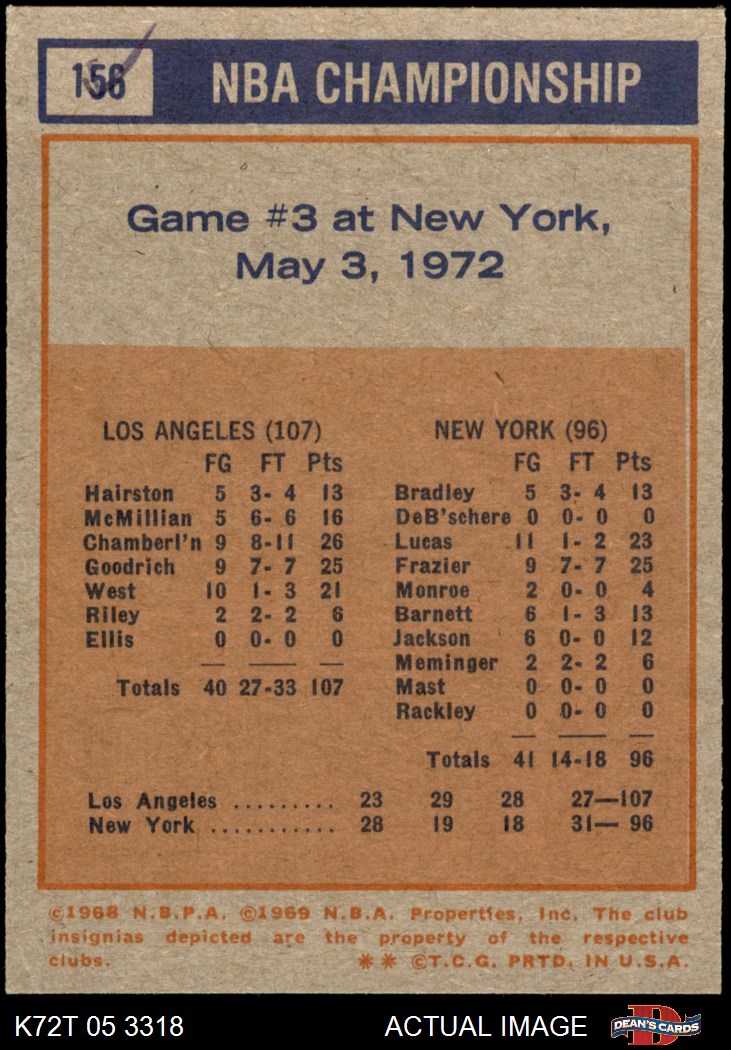 156 NBA CHAMPIONSHIP
Game #3 at New York,
May 3, 1972
LOS ANGELES (107)
FG FT Pts
Hairston 5 3- 4 13
McMillian 5 6- 6 16
Chamberl'n 9 8-11 26
Goodrich 9 7- 7 25
West 10 1- 3 21
Riley 2 2- 2 6
Ellis 0 0- 0 0
Totals 40 27-33 107
NEW YORK (96)
FG FT Pts
Bradley 5 3- 4 13
DeB'schere 0 0- 0 0
Lucas 11 1- 2 23
Frazier 9 7- 7 25
Monroe 2 0- 0 4
Barnett 6 1- 3 13
Jackson 6 0- 0 12
Meminger 2 2- 2 6
Mast 0 0- 0 0
Rackley 0 0- 0 0
Totals 41 14-18 96
Los Angeles .......... 23 29 28 27—107
New York ............ 28 19 18 31— 96
©1968 N.B.P.A. ©1969 N.B.A. Properties, Inc. The club
insignias depicted are the property of the respective
clubs. ** ©T.C.G. PRTD. IN U.S.A.
K72T 05 3318 ACTUAL IMAGE D DEAN'S CARDS